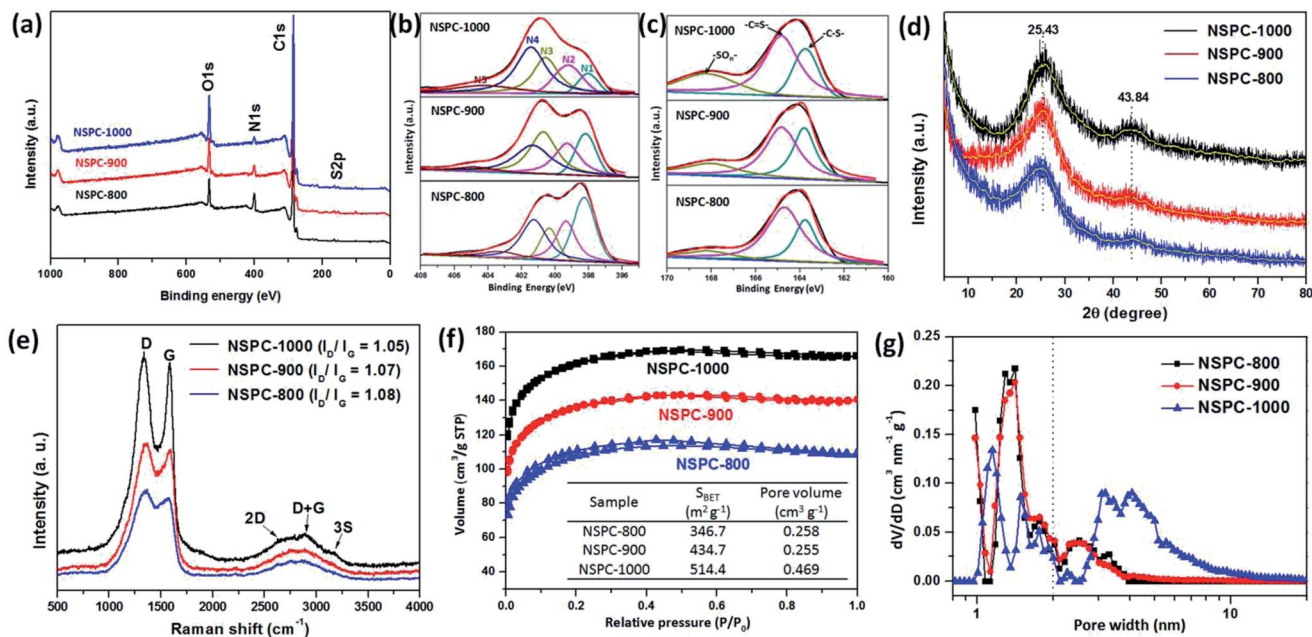 (a)
C1s
O1s
N1s
S2p
NSPC-1000
NSPC-900
NSPC-800
Intensity (a.u.)
1000 800 600 400 200 0
Binding energy (eV)
(b)
NSPC-1000
N4
N3
N2
N1
N5
NSPC-900
NSPC-800
Intensity (a.u.)
408 406 404 402 400 398 396
Binding Energy (eV)
(c)
-C=S-
NSPC-1000
-C-S-
-SOn-
NSPC-900
NSPC-800
Intensity (a.u.)
170 168 166 164 162 160
Binding Energy (eV)
(d)
25.43
43.84
NSPC-1000
NSPC-900
NSPC-800
Intensity (a.u.)
10 20 30 40 50 60 70 80
2θ (degree)
(e)
D
G
NSPC-1000 (ID/ IG = 1.05)
NSPC-900 (ID/ IG = 1.07)
NSPC-800 (ID/ IG = 1.08)
2D
D+G
3S
Intensity (a. u.)
500 1000 1500 2000 2500 3000 3500 4000
Raman shift (cm-1)
(f)
180
160
140
120
100
80
60
40
Volume (cm3/g STP)
NSPC-1000
NSPC-900
NSPC-800
Sample SBET (m2 g-1) Pore volume (cm3 g-1)
NSPC-800 346.7 0.258
NSPC-900 434.7 0.255
NSPC-1000 514.4 0.469
0.0 0.2 0.4 0.6 0.8 1.0
Relative pressure (P/P0)
(g)
0.25
0.20
0.15
0.10
0.05
0.00
dV/dD (cm3 nm-1 g-1)
NSPC-800
NSPC-900
NSPC-1000
1 10
Pore width (nm)